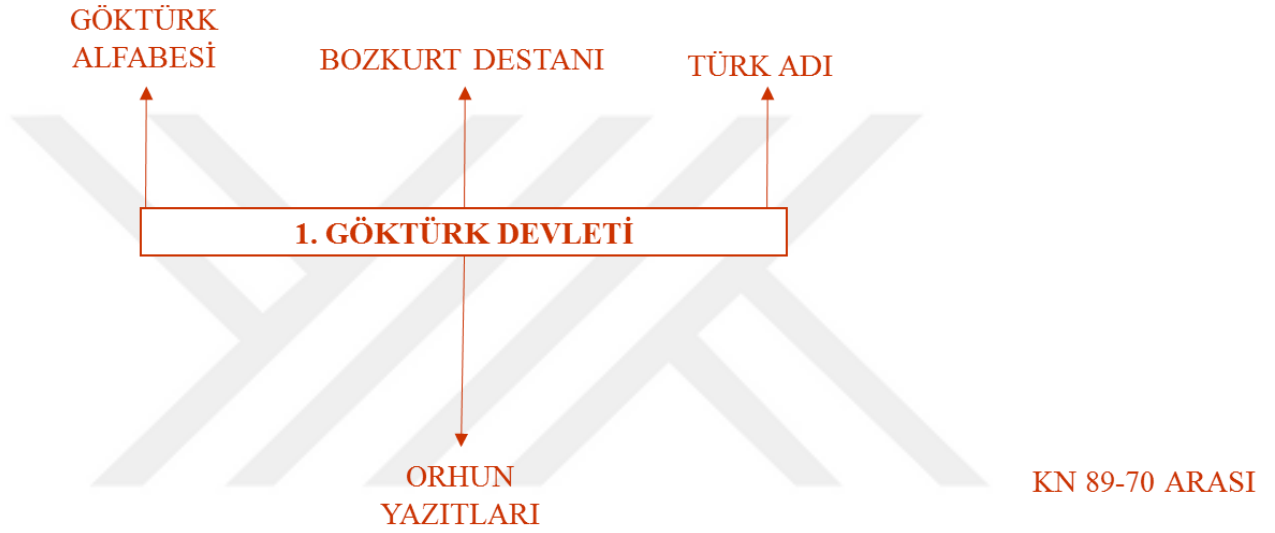 GÖKTÜRK
ALFABESİ
BOZKURT DESTANI
TÜRK ADI
1. GÖKTÜRK DEVLETİ
ORHUN
YAZITLARI
KN 89-70 ARASI